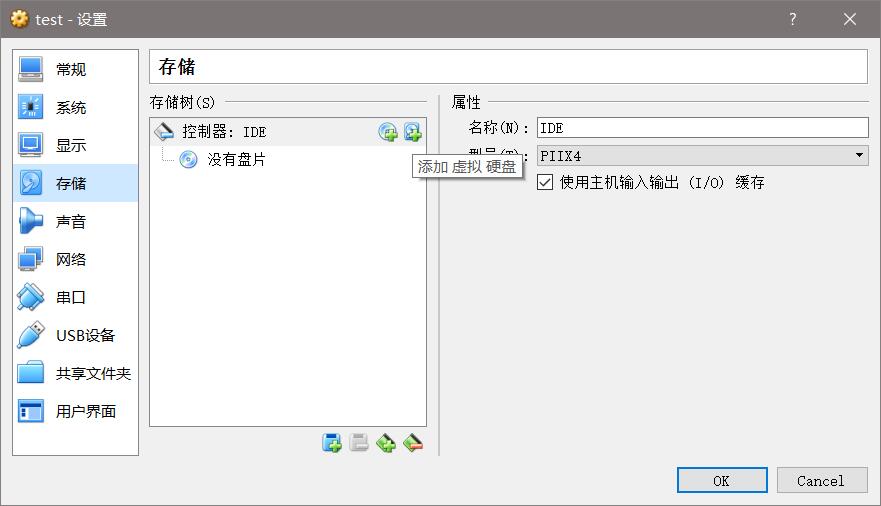 test - 设置
?
常规
系统
显示
存储
声音
网络
串口
USB设备
共享文件夹
用户界面
存储
存储树(S)
控制器: IDE
没有盘片
添加 虚拟 硬盘
属性
名称(N): IDE
PIIX4
使用主机输入输出 (I/O) 缓存
OK
Cancel